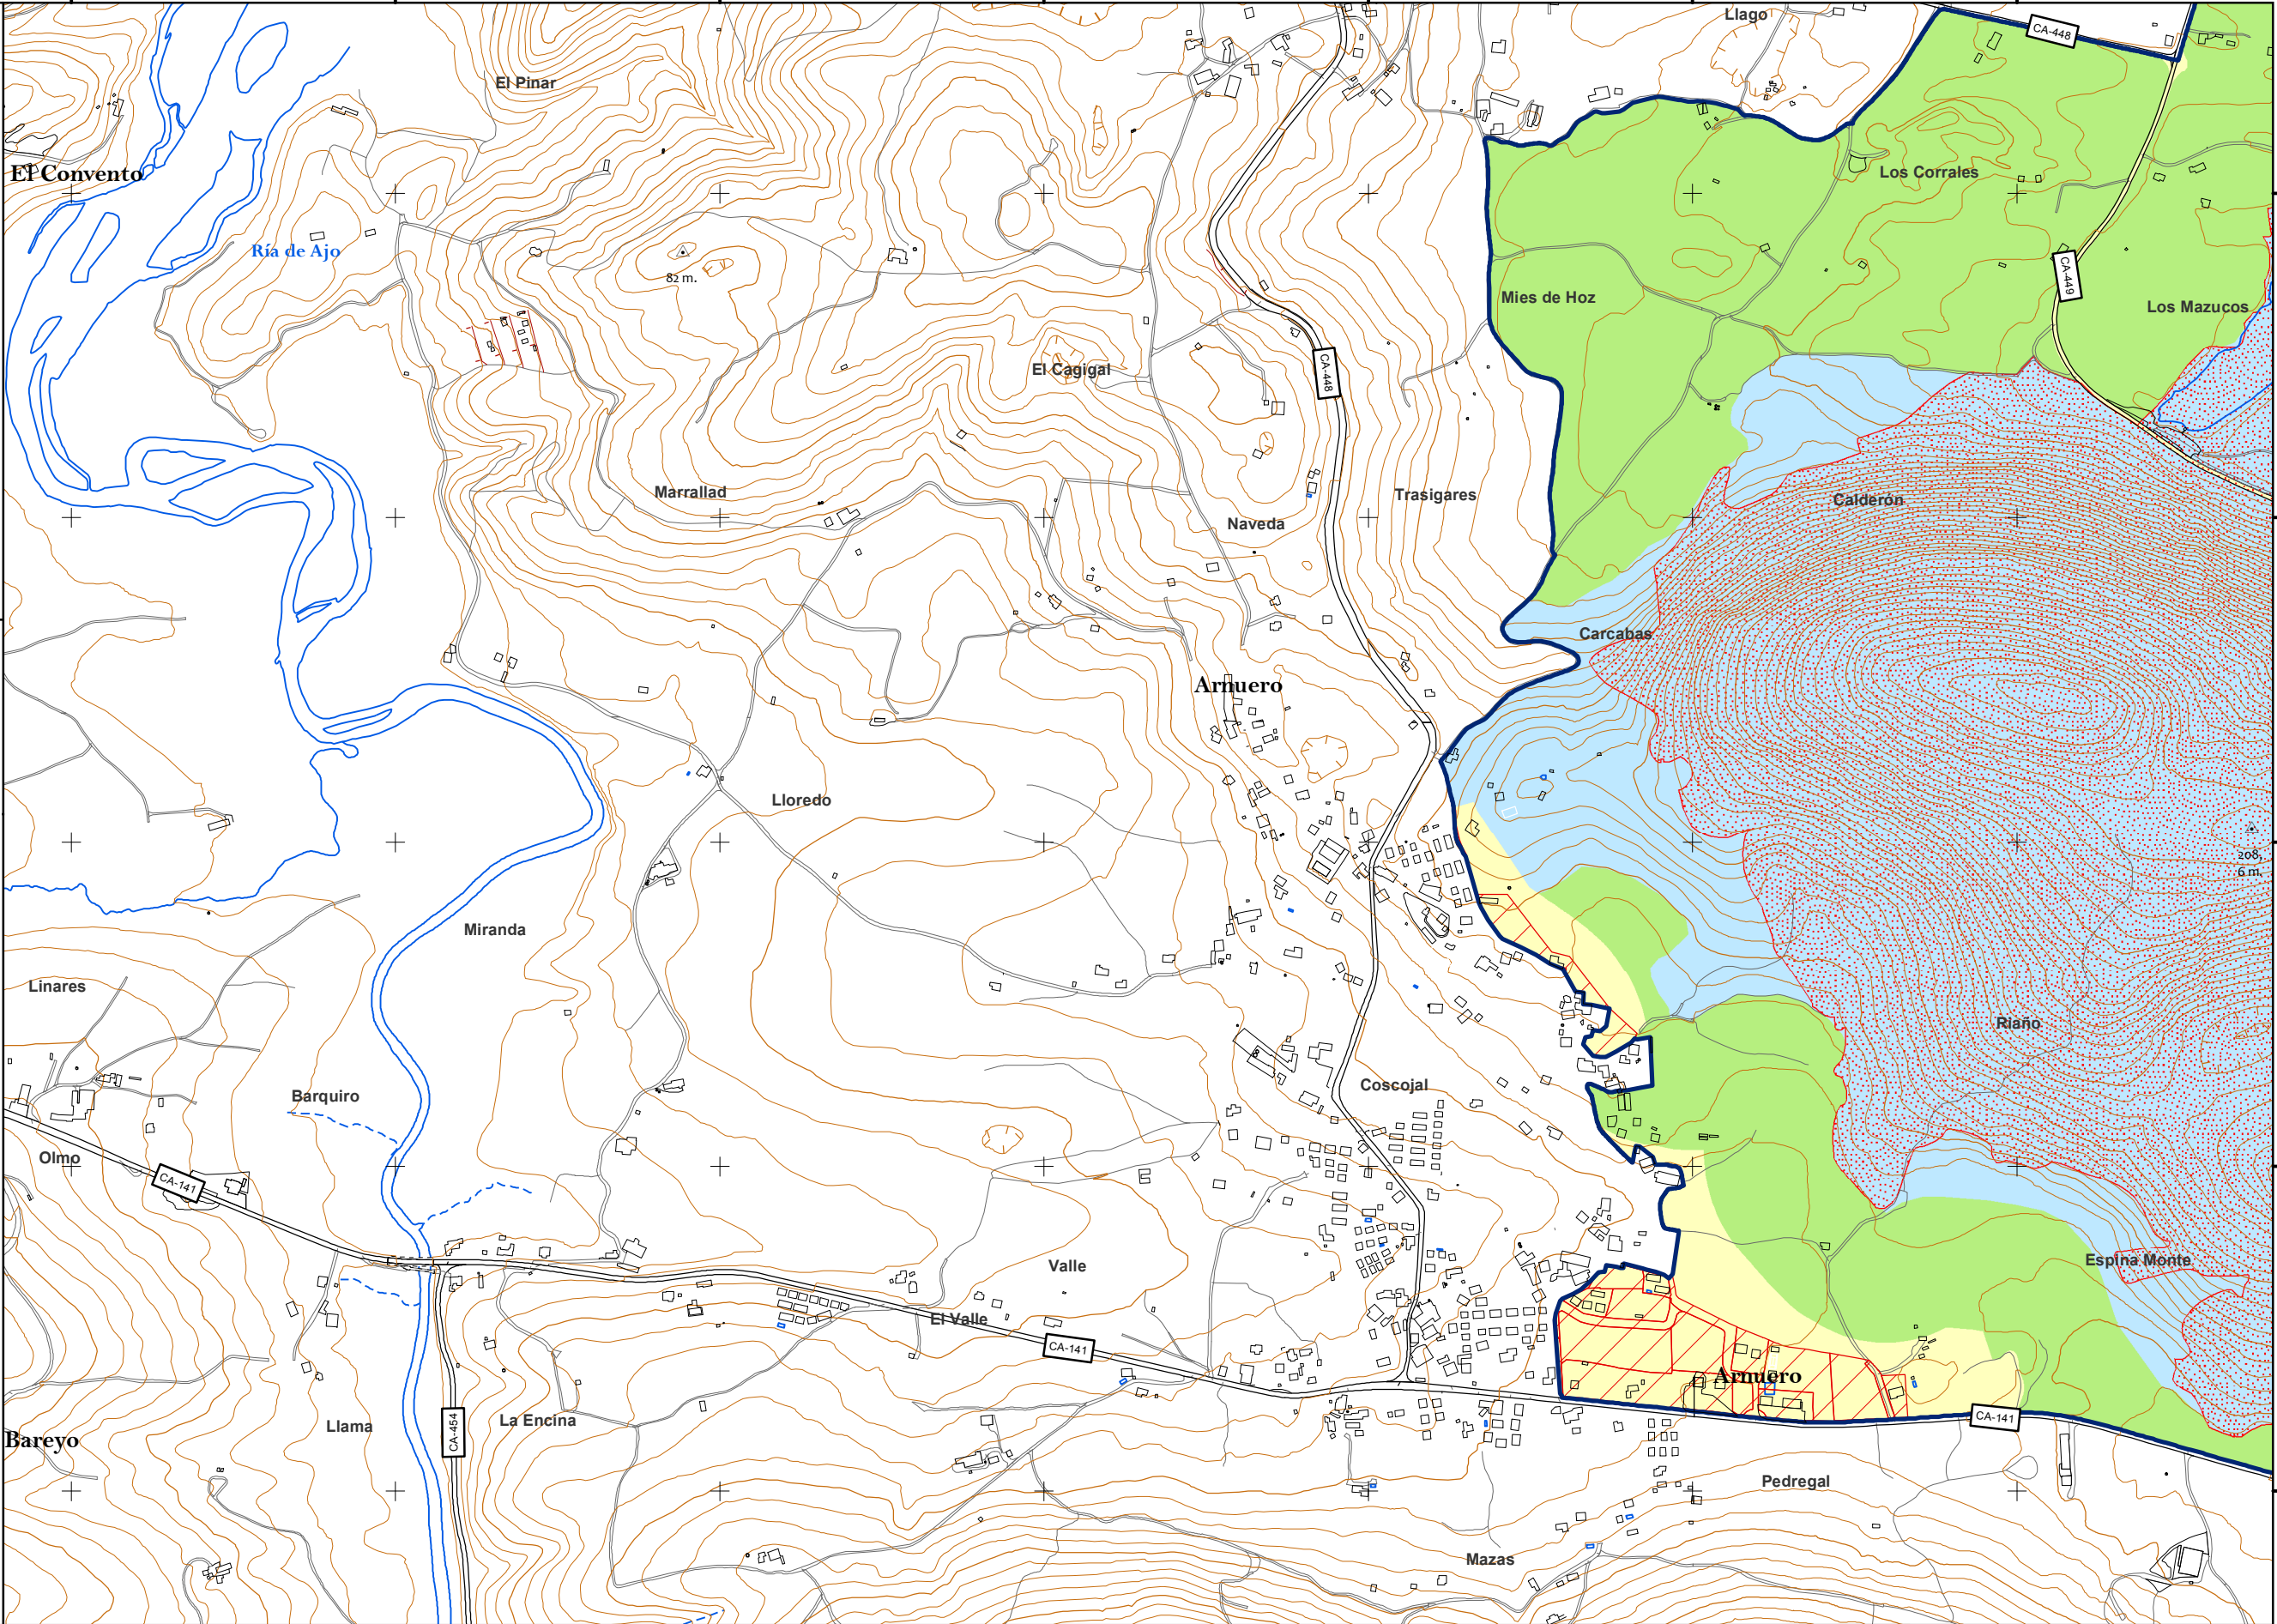 Llago
CA-448
El Pinar
El Convento
Los Corrales
Ría de Ajo
82 m.
CA-449
Mies de Hoz
Los Mazucos
El Cagigal
CA-448
Marrallad
Trasigares
Calderón
Naveda
Carcabas
Arnuero
Lloredo
208,
6 m.
Miranda
Linares
Riaño
Coscojal
Barquiro
Olmo
CA-141
Valle
Espina Monte
El Valle
CA-141
Arnuero
La Encina
Llama
CA-454
CA-141
Bareyo
Pedregal
Mazas